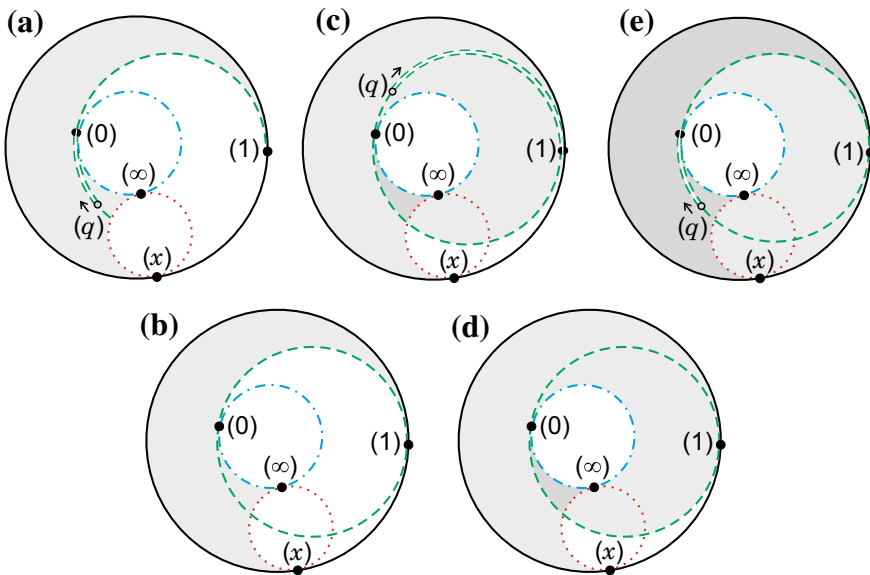 (a)
(0)
(1)
(∞)
(q)
(x)
(c)
(q)
(0)
(1)
(∞)
(x)
(e)
(0)
(1)
(∞)
(q)
(x)
(b)
(0)
(1)
(∞)
(x)
(d)
(0)
(1)
(∞)
(x)